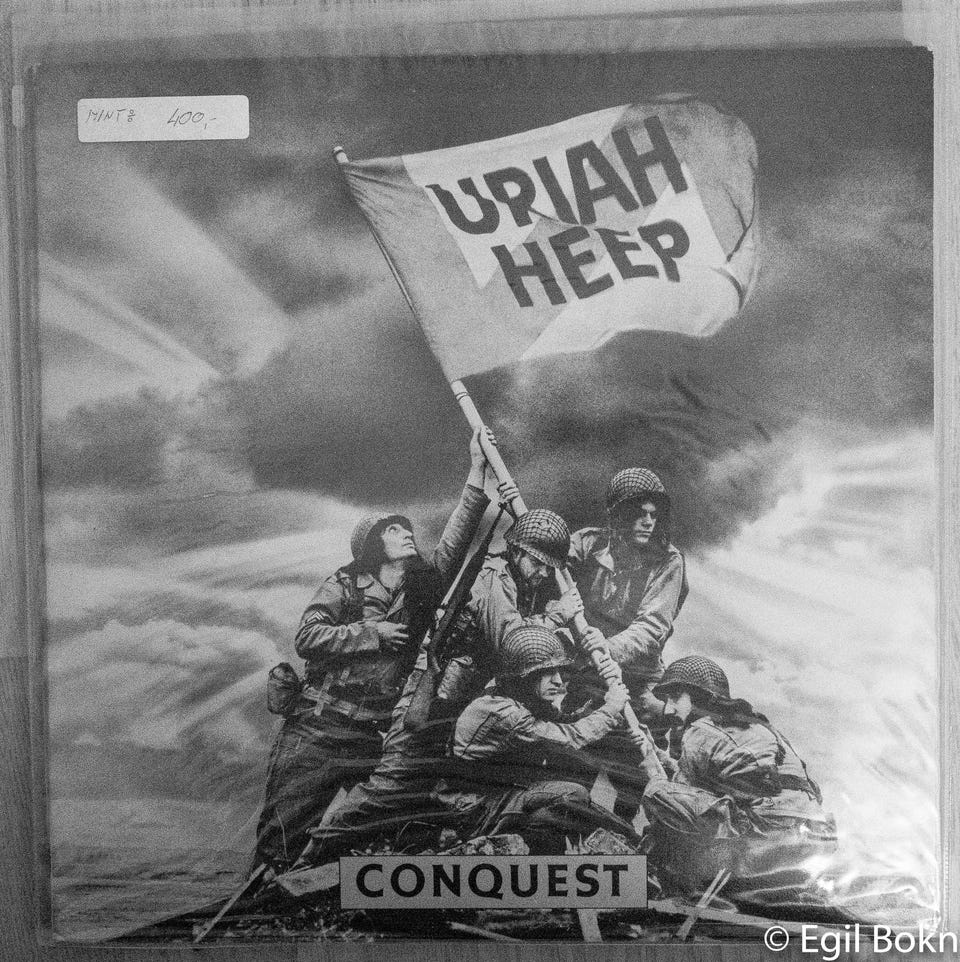 MINT 400,-
URIAH
HEEP
CONQUEST
© Egil Bokn